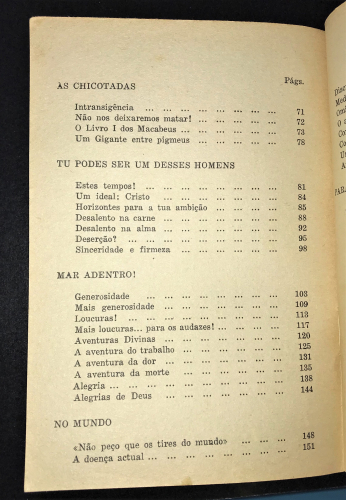 Págs.
ÀS CHICOTADAS
Intransigência ... ... ... ... ... ... ... ... 71
Não nos deixaremos matar! ... ... ... ... ... 72
O Livro I dos Macabeus ... ... ... ... ... 73
Um Gigante entre pigmeus ... ... ... ... ... 78
TU PODES SER UM DESSES HOMENS
Estes tempos! ... ... ... ... ... ... ... ... 81
Um ideal: Cristo ... ... ... ... ... ... ... 84
Horizontes para a tua ambição ... ... ... ... 85
Desalento na carne ... ... ... ... ... ... 88
Desalento na alma ... ... ... ... ... ... 92
Deserção? ... ... ... ... ... ... ... ... ... 95
Sinceridade e firmeza ... ... ... ... ... ... 98
MAR ADENTRO!
Generosidade ... ... ... ... ... ... ... ... 103
Mais generosidade ... ... ... ... ... ... ... 109
Loucuras! ... ... ... ... ... ... ... ... ... 113
Mais loucuras... para os audazes! ... ... ... ... 117
Aventuras Divinas ... ... ... ... ... ... ... 120
A aventura do trabalho ... ... ... ... ... ... 125
A aventura da dor ... ... ... ... ... ... ... 131
A aventura da morte ... ... ... ... ... ... 135
Alegria ... ... ... ... ... ... ... ... ... ... 138
Alegrias de Deus ... ... ... ... ... ... ... 144
NO MUNDO
«Não peço que os tires do mundo» ... ... ... 148
A doença actual ... ... ... ... ... ... ... ... 151